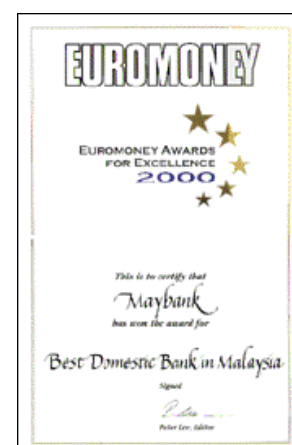 EUROMONEY
EUROMONEY AWARDS
FOR EXCELLENCE
2000
This is to certify that
Maybank
has won the award for
Best Domestic Bank in Malaysia
Signed
Peter Lee, Editor